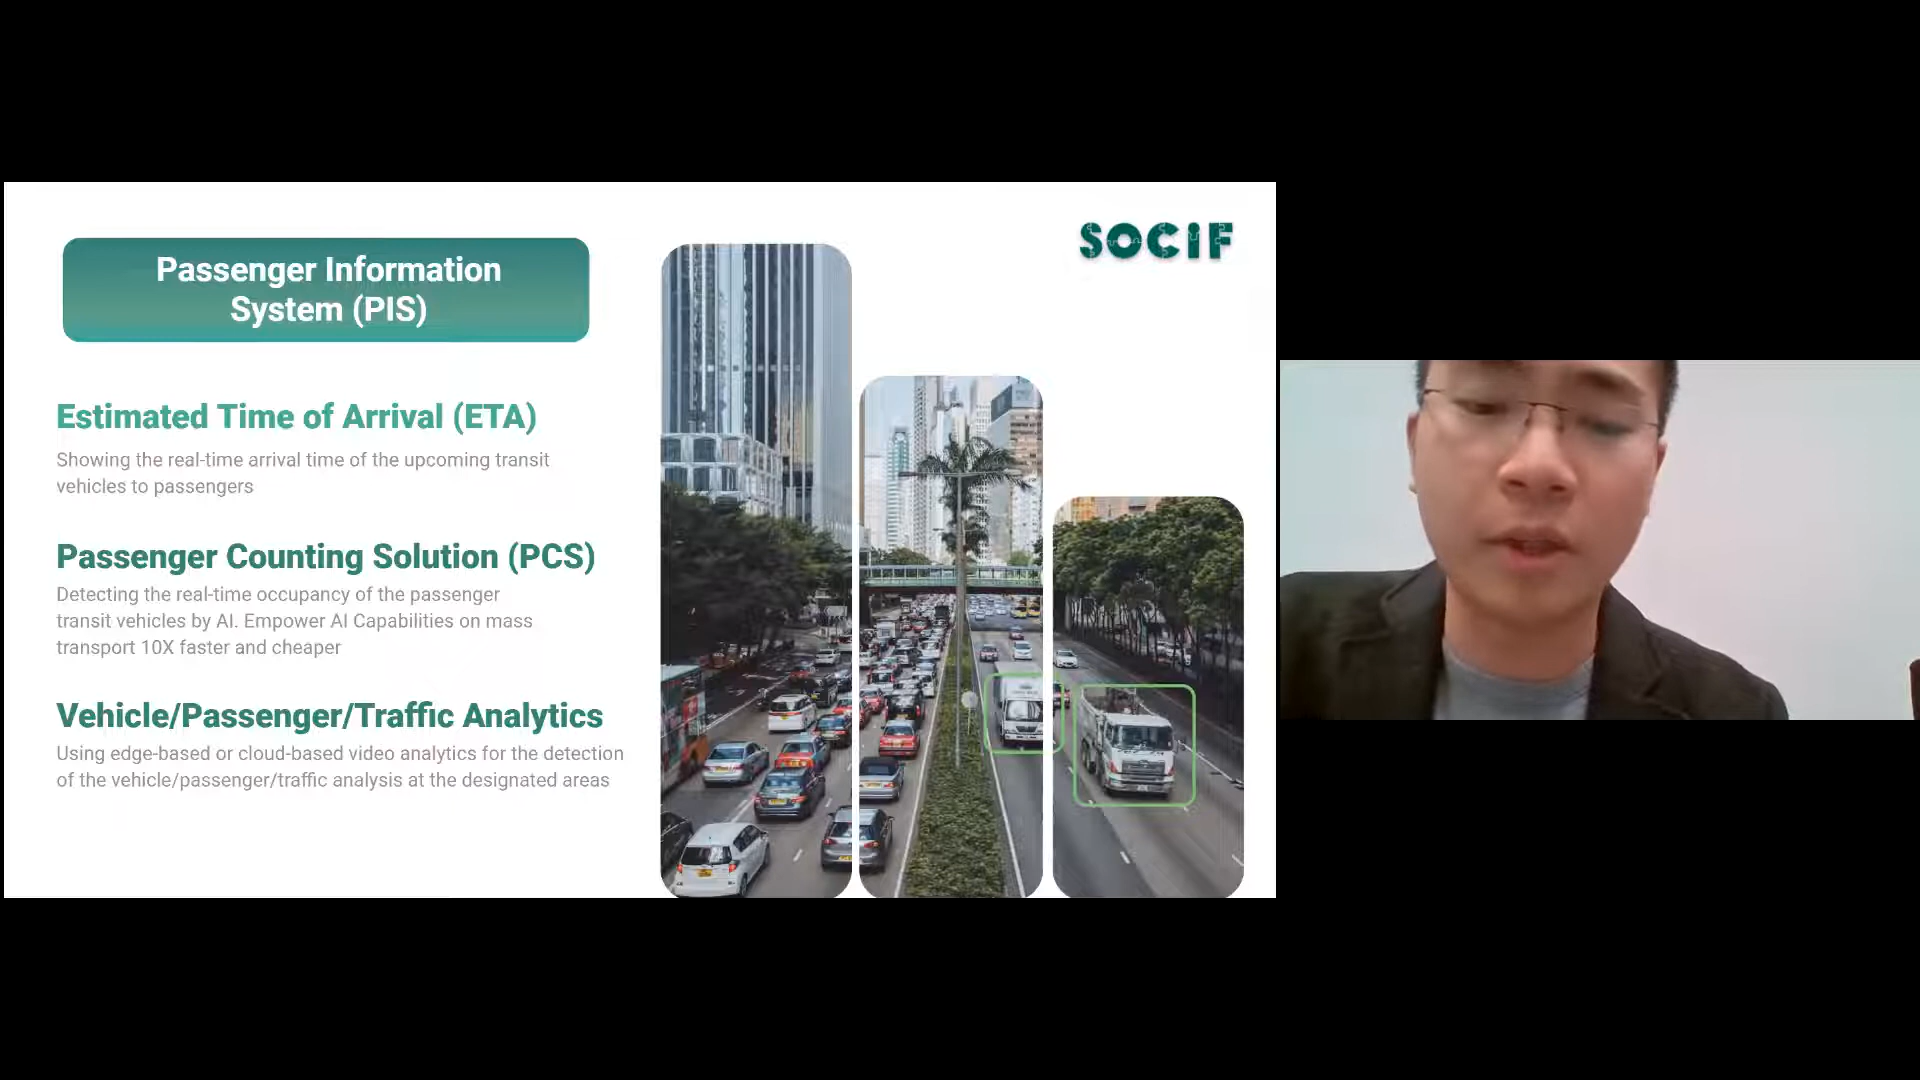 SOCIF
Passenger Information
System (PIS)
Estimated Time of Arrival (ETA)
Showing the real-time arrival time of the upcoming transit
vehicles to passengers
Passenger Counting Solution (PCS)
Detecting the real-time occupancy of the passenger
transit vehicles by AI. Empower AI Capabilities on mass
transport 10X faster and cheaper
Vehicle/Passenger/Traffic Analytics
Using edge-based or cloud-based video analytics for the detection
of the vehicle/passenger/traffic analysis at the designated areas